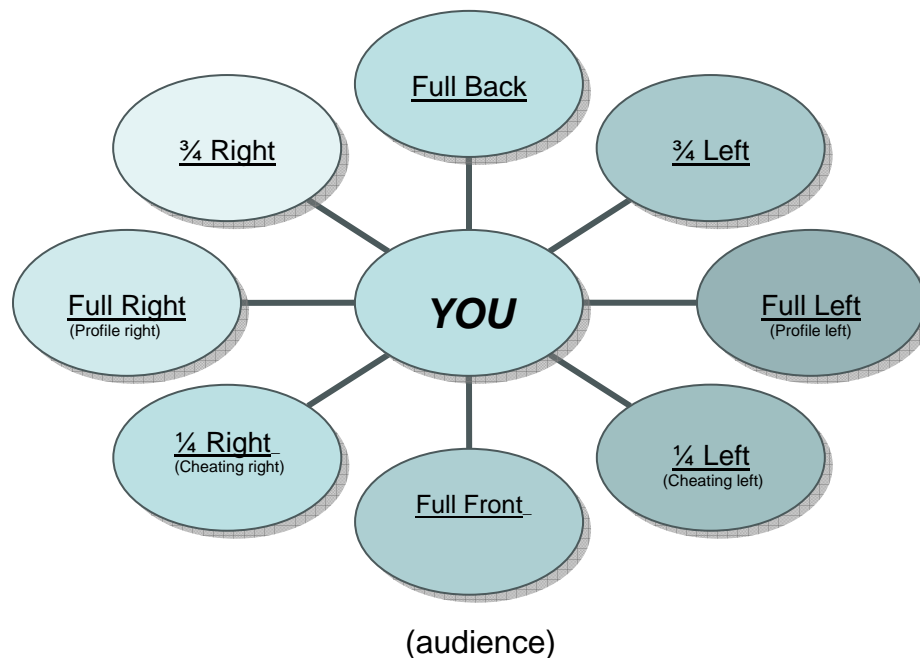 Full Back
¾ Right
¾ Left
Full Right
(Profile right)
YOU
Full Left
(Profile left)
¼ Right
(Cheating right)
¼ Left
(Cheating left)
Full Front
(audience)